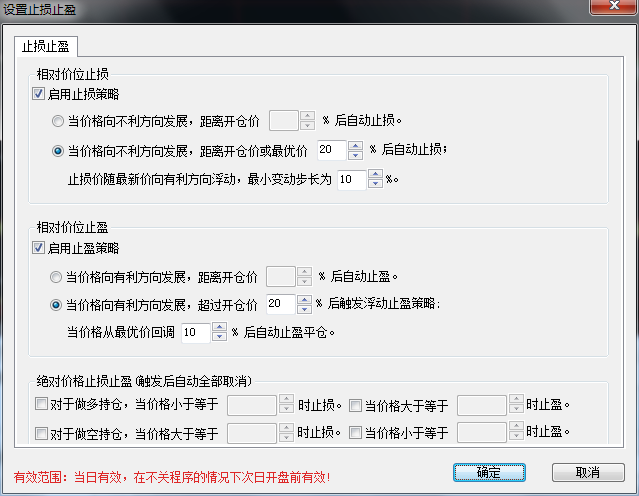 设置止损止盈
止损止盈
相对价位止损
启用止损策略
当价格向不利方向发展，距离开仓价 % 后自动止损。
当价格向不利方向发展，距离开仓价或最优价 20 % 后自动止损；
止损价随最新价向有利方向浮动，最小变动步长为 10 %。
相对价位止盈
启用止盈策略
当价格向有利方向发展，距离开仓价 % 后自动止盈。
当价格向有利方向发展，超过开仓价 20 % 后触发浮动止盈策略；
当价格从最优价回调 10 % 后自动止盈平仓。
绝对价格止损止盈(触发后自动全部取消)
对于做多持仓，当价格小于等于 时止损。 当价格大于等于 时止盈。
对于做空持仓，当价格大于等于 时止损。 当价格小于等于 时止盈。
有效范围：当日有效，在不关程序的情况下次日开盘前有效! 确定 取消